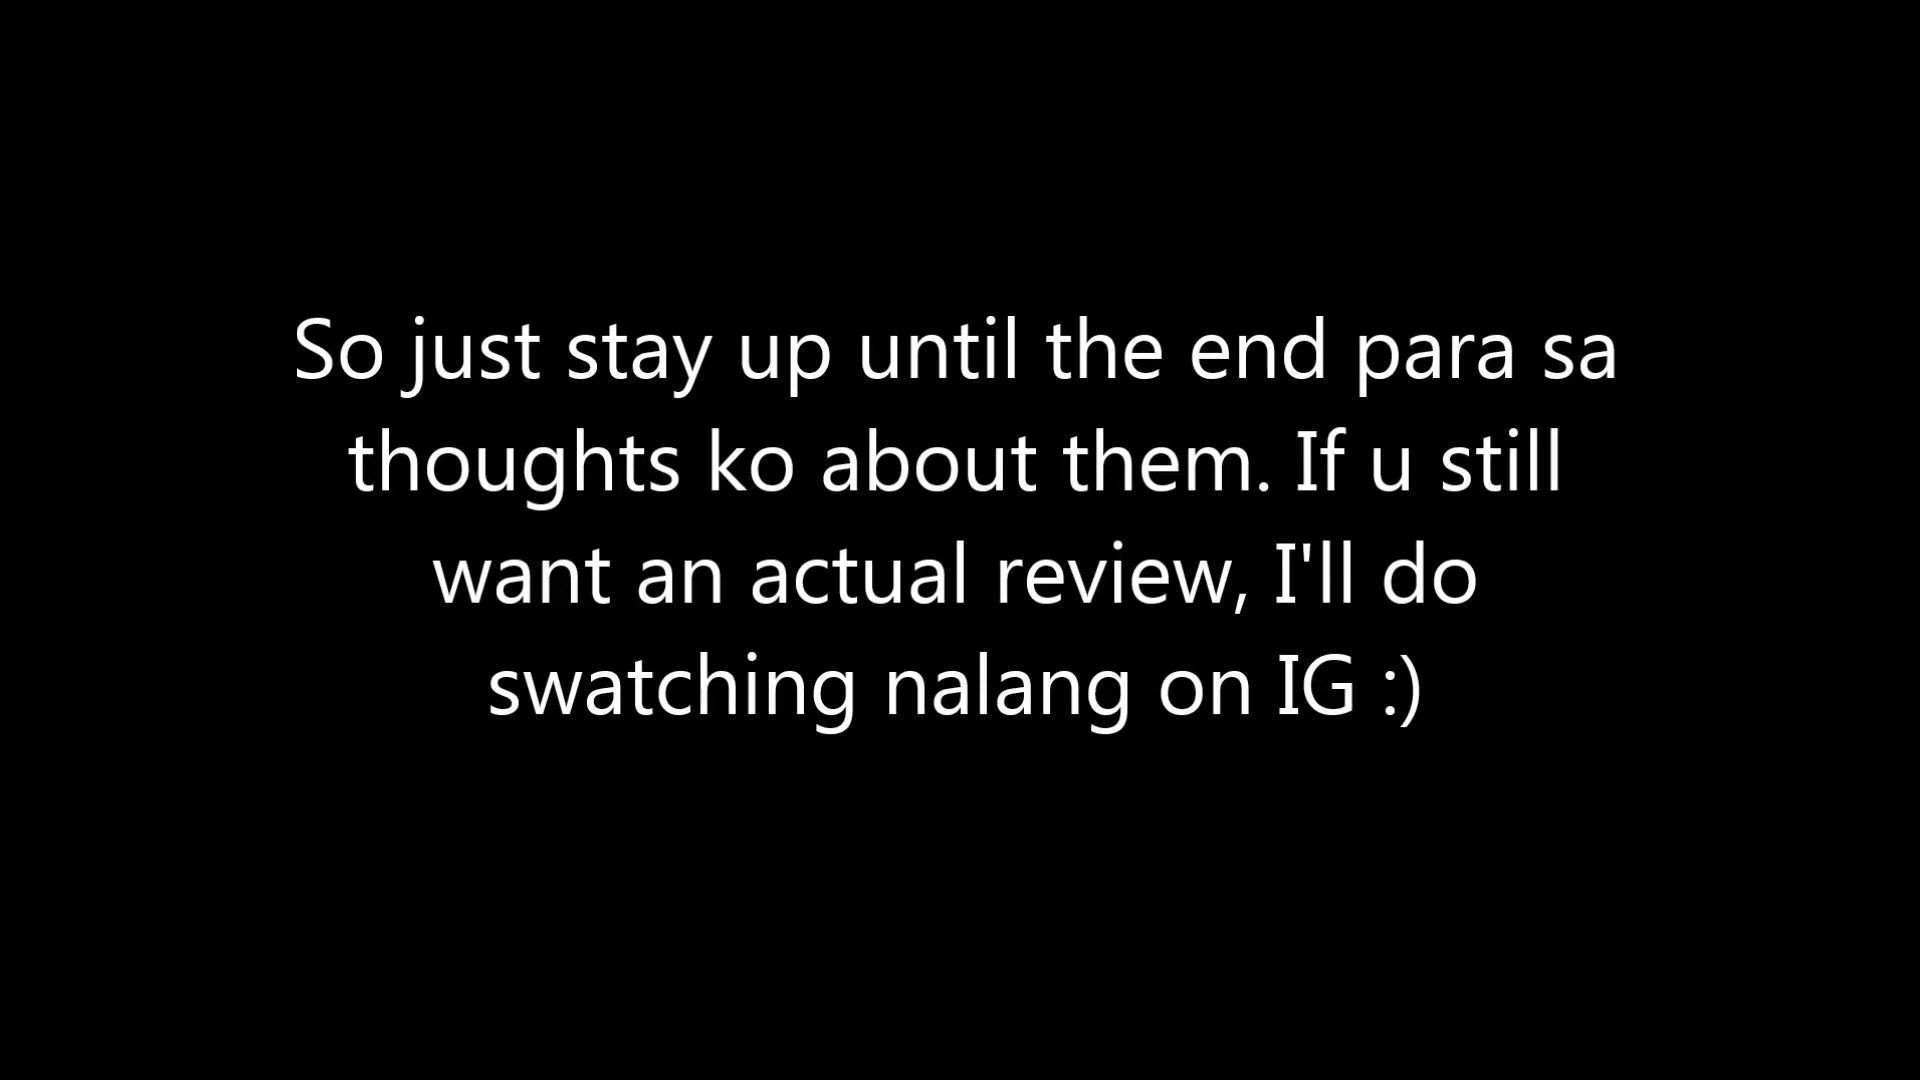 So just stay up until the end para sa
thoughts ko about them. If u still
want an actual review, I'll do
swatching nalang on IG :)